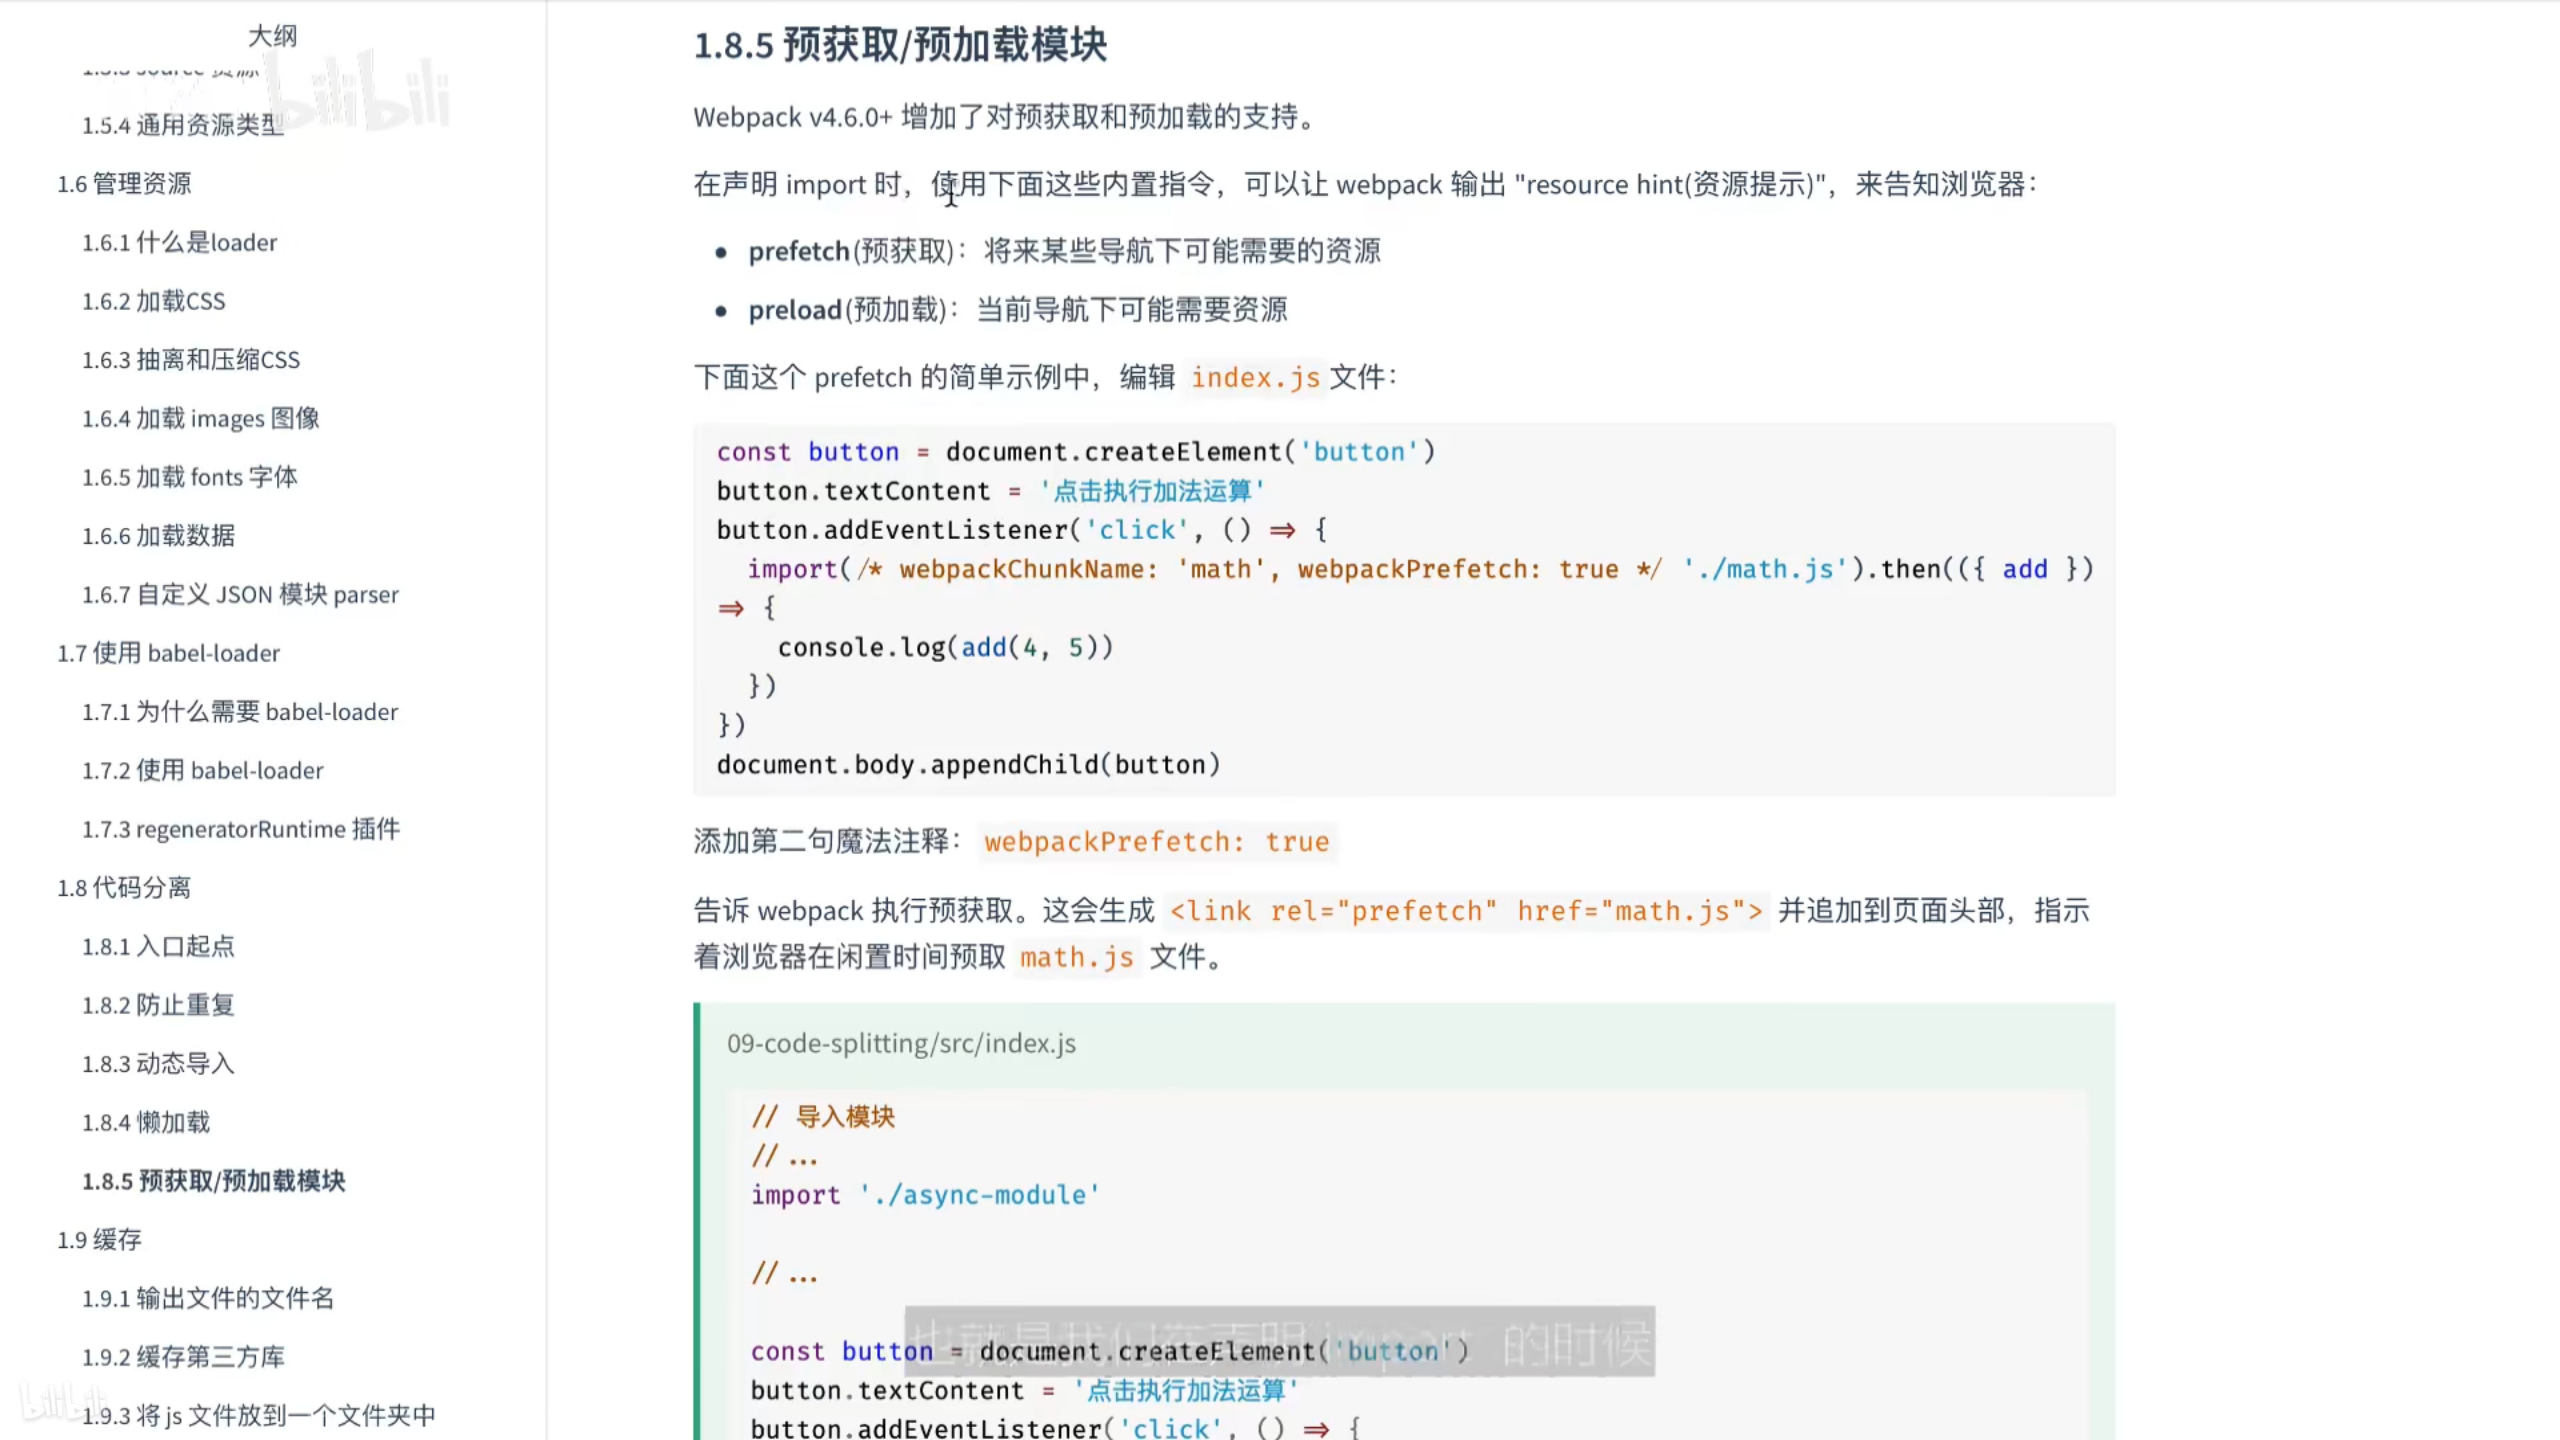 大纲
1.5.4 通用资源类型
1.6 管理资源
1.6.1 什么是loader
1.6.2 加载CSS
1.6.3 抽离和压缩CSS
1.6.4 加载 images 图像
1.6.5 加载 fonts 字体
1.6.6 加载数据
1.6.7 自定义 JSON 模块 parser
1.7 使用 babel-loader
1.7.1 为什么需要 babel-loader
1.7.2 使用 babel-loader
1.7.3 regeneratorRuntime 插件
1.8 代码分离
1.8.1 入口起点
1.8.2 防止重复
1.8.3 动态导入
1.8.4 懒加载
1.8.5 预获取/预加载模块
1.9 缓存
1.9.1 输出文件的文件名
1.9.2 缓存第三方库
1.9.3 将 js 文件放到一个文件夹中
bilibili
1.8.5 预获取/预加载模块
Webpack v4.6.0+ 增加了对预获取和预加载的支持。
在声明 import 时，使用下面这些内置指令，可以让 webpack 输出 "resource hint(资源提示)"，来告知浏览器：
• prefetch(预获取)：将来某些导航下可能需要的资源
• preload(预加载)：当前导航下可能需要资源
下面这个 prefetch 的简单示例中，编辑 index.js 文件：
const button = document.createElement('button')
button.textContent = '点击执行加法运算'
button.addEventListener('click', () => {
import(/* webpackChunkName: 'math', webpackPrefetch: true */ './math.js').then(({ add })
=> {
console.log(add(4, 5))
})
})
document.body.appendChild(button)
添加第二句魔法注释： webpackPrefetch: true
告诉 webpack 执行预获取。这会生成 <link rel="prefetch" href="math.js"> 并追加到页面头部，指示
着浏览器在闲置时间预取 math.js 文件。
09-code-splitting/src/index.js
// 导入模块
// ...
import './async-module'
// ...
const button = document.createElement('button')
button.textContent = '点击执行加法运算'
button.addEventListener('click', () => {
也就是我们在声明 import 的时候